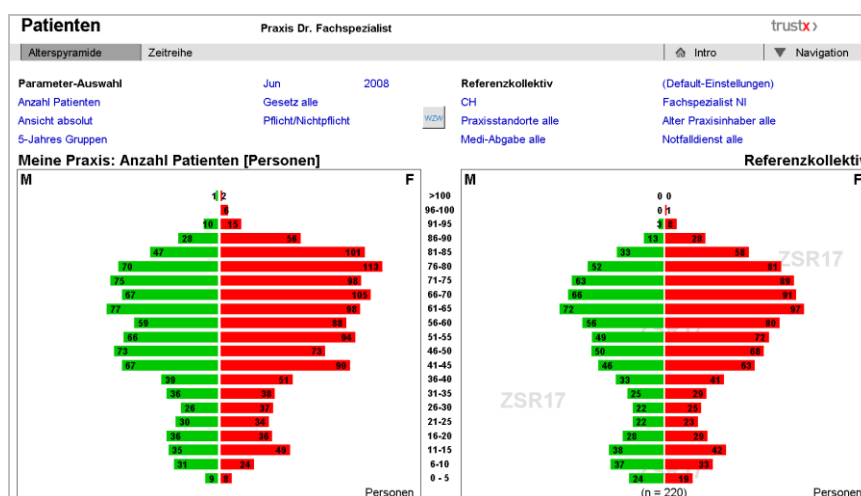 Patienten Praxis Dr. Fachspezialist trustx
Alterspyramide Zeitreihe Intro Navigation
Parameter-Auswahl Jun 2008 Referenzkollektiv (Default-Einstellungen)
Anzahl Patienten Gesetz alle CH Fachspezialist NI
Ansicht absolut Pflicht/Nichtpflicht WZW Praxisstandorte alle Alter Praxisinhaber alle
5-Jahres Gruppen Medi-Abgabe alle Notfalldienst alle
Meine Praxis: Anzahl Patienten [Personen] Referenzkollektiv
M F M F
1 2 >100 0 0
6 96-100 0 1
10 15 91-95 3
28 56 86-90 13 28
47 101 81-85 33 58
70 113 76-80 52 81
ZSR17
75 98 71-75 63 89
67 105 66-70 66 91
77 98 61-65 72 97
59 88 56-60 56 80
66 94 51-55 49 72
73 73 46-50 50 68
67 90 41-45 46 63
39 51 36-40 33 41
36 38 31-35 25 29
ZSR17
26 37 26-30 22 25
30 34 21-25 22 23
36 36 16-20 28 29
35 49 11-15 38 42
31 24 6-10 37 33
9 8 0 - 5 24 19
Personen (n = 220) Personen